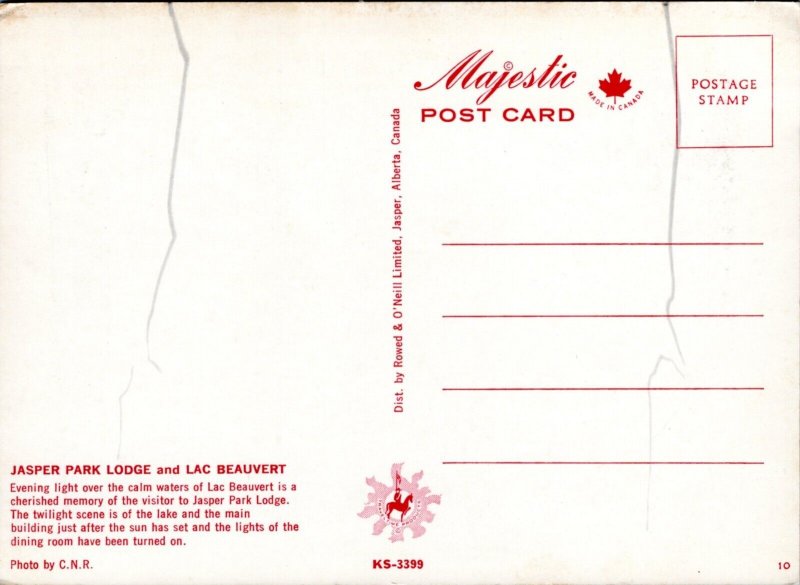 Majestic
©
POST CARD
MADE IN CANADA
POSTAGE
STAMP
Dist. by Rowed & O'Neill Limited, Jasper, Alberta, Canada
JASPER PARK LODGE and LAC BEAUVERT
Evening light over the calm waters of Lac Beauvert is a
cherished memory of the visitor to Jasper Park Lodge.
The twilight scene is of the lake and the main
building just after the sun has set and the lights of the
dining room have been turned on.
Photo by C.N.R.
KS-3399
10